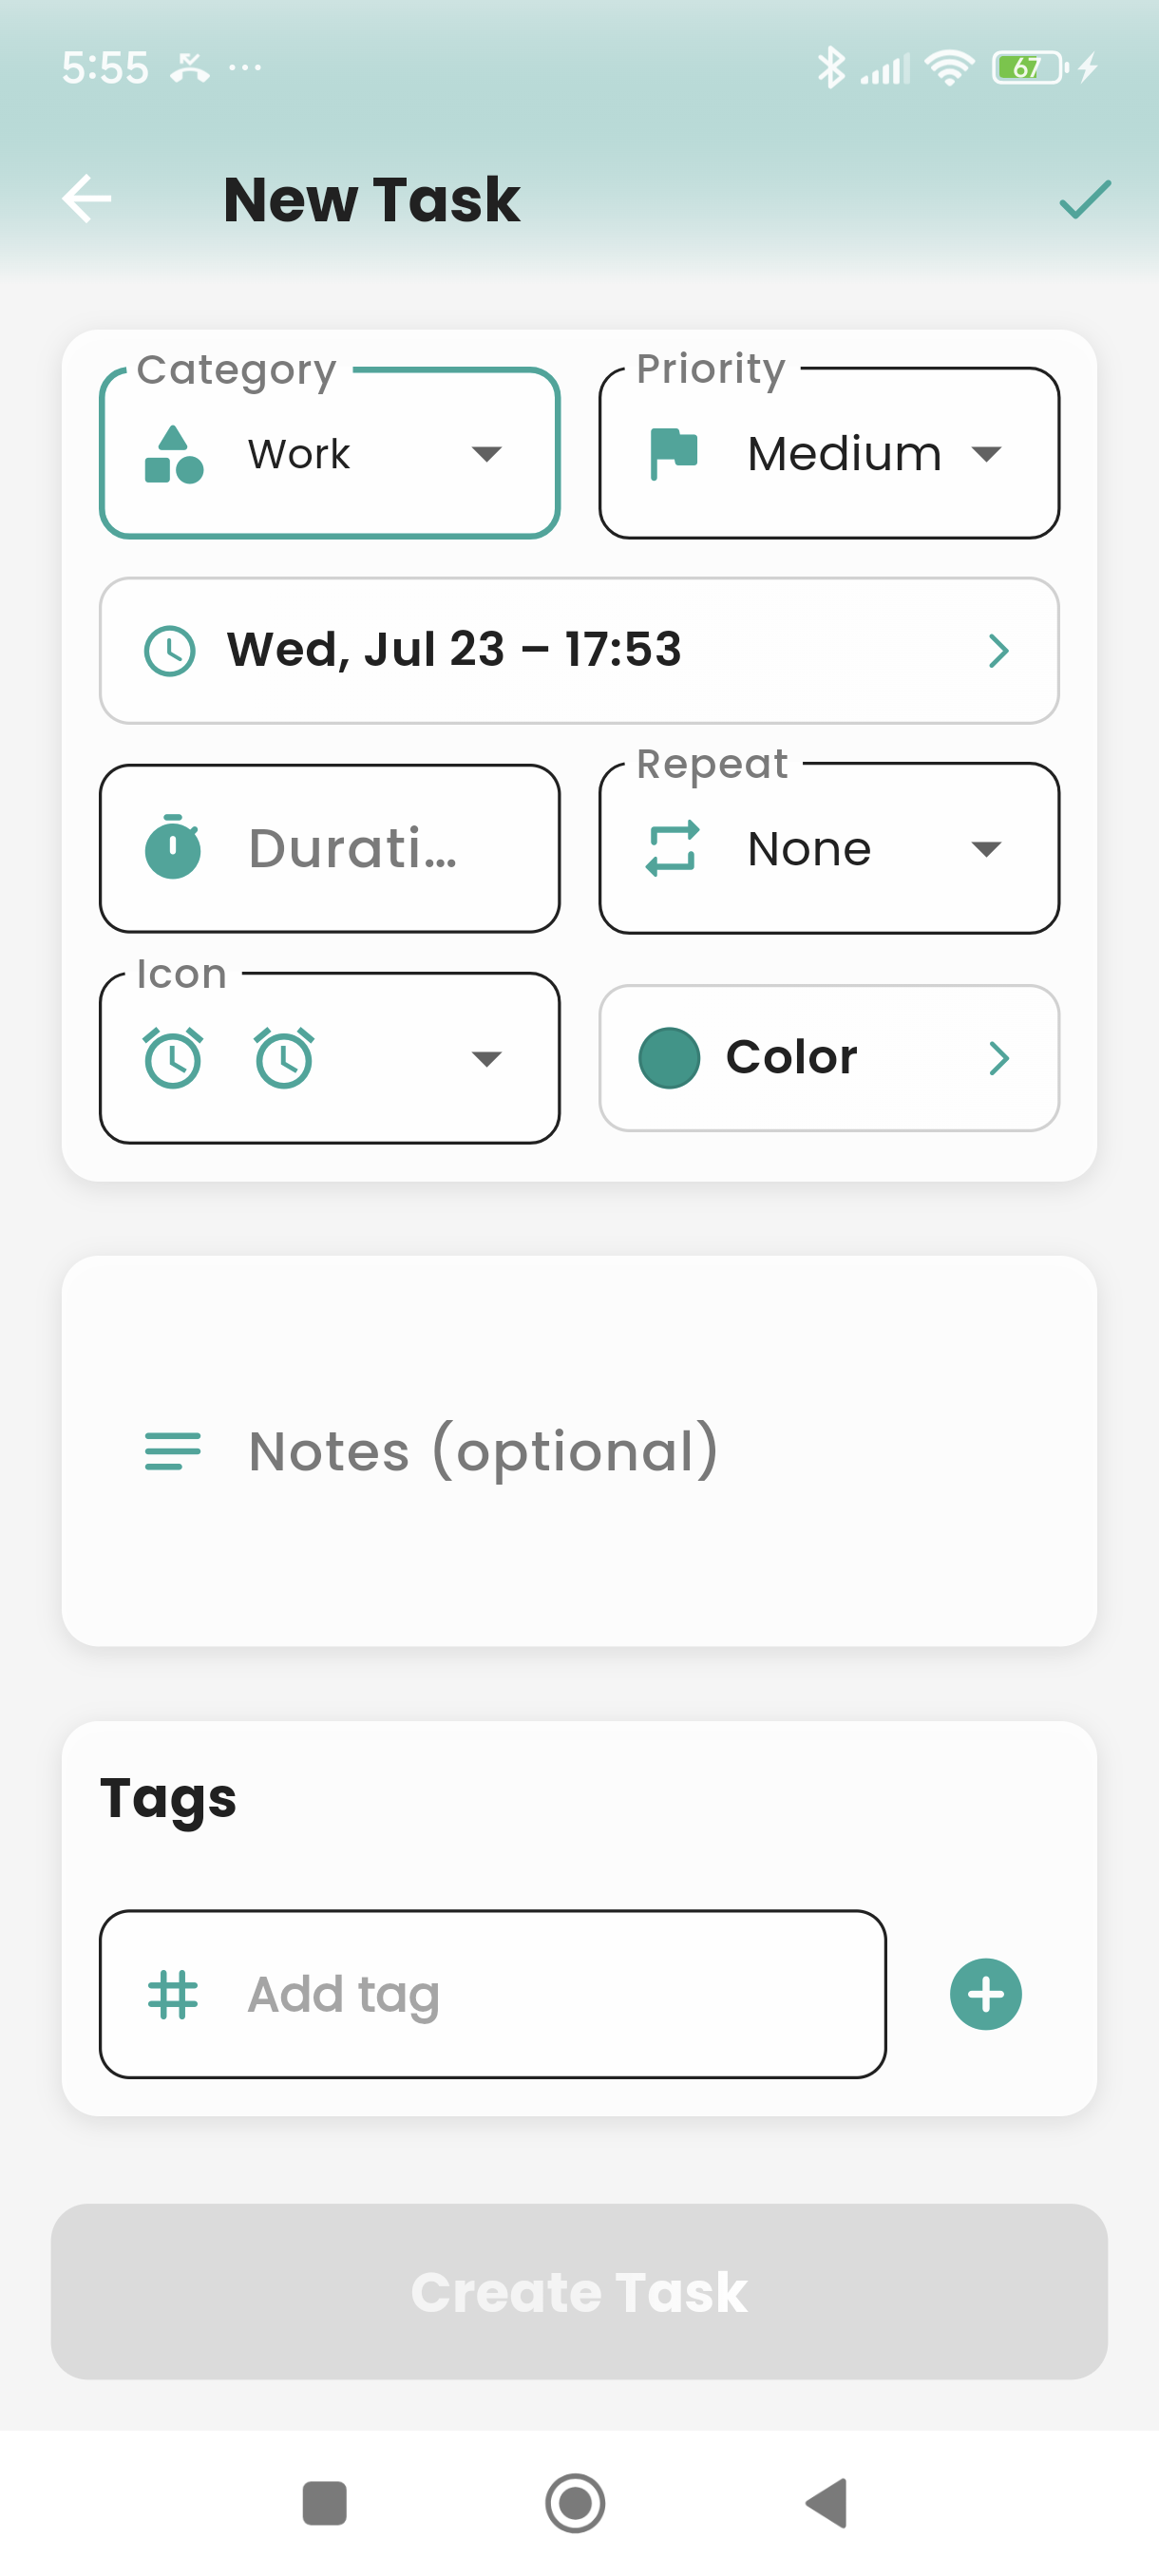 5:55 ... 67
New Task
Category
Priority
Work
Medium
Wed, Jul 23 – 17:53
Repeat
Durati...
None
Icon
Color
Notes (optional)
Tags
Add tag
Create Task